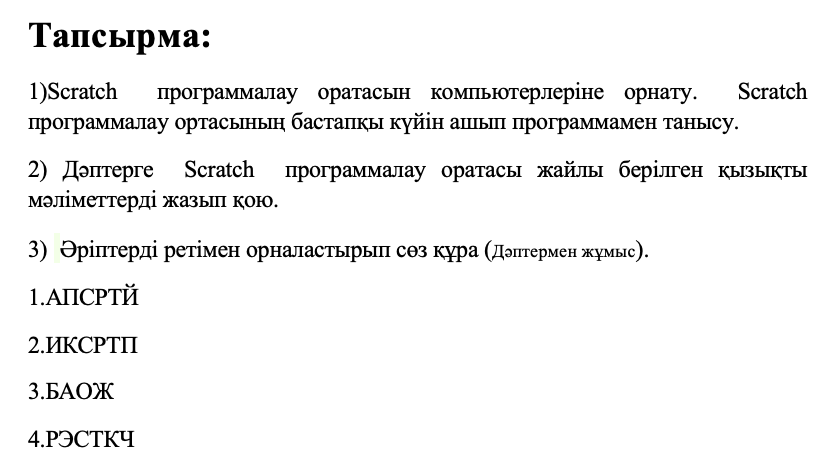 Тапсырма:
1)Scratch программалау оратасын компьютерлеріне орнату. Scratch
программалау ортасының бастапқы күйін ашып программамен танысу.
2) Дәптерге Scratch программалау оратасы жайлы берілген қызықты
мәліметтерді жазып қою.
3) Әріптерді ретімен орналастырып сөз құра (Дәптермен жұмыс).
1.АПСРТЙ
2.ИКСРТП
3.БАОЖ
4.РЭСТКЧ